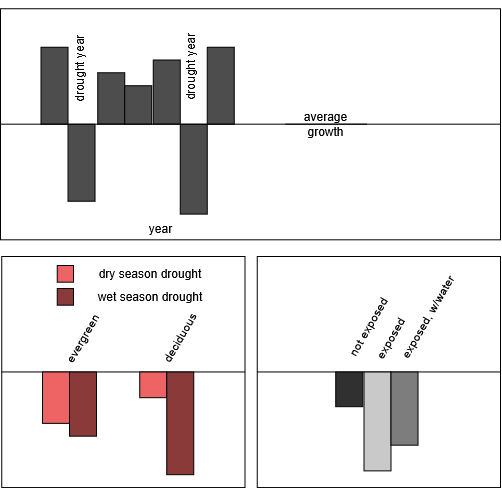 drought year
drought year
average
growth
year
dry season drought
wet season drought
evergreen
deciduous
not exposed
exposed
exposed, w/water